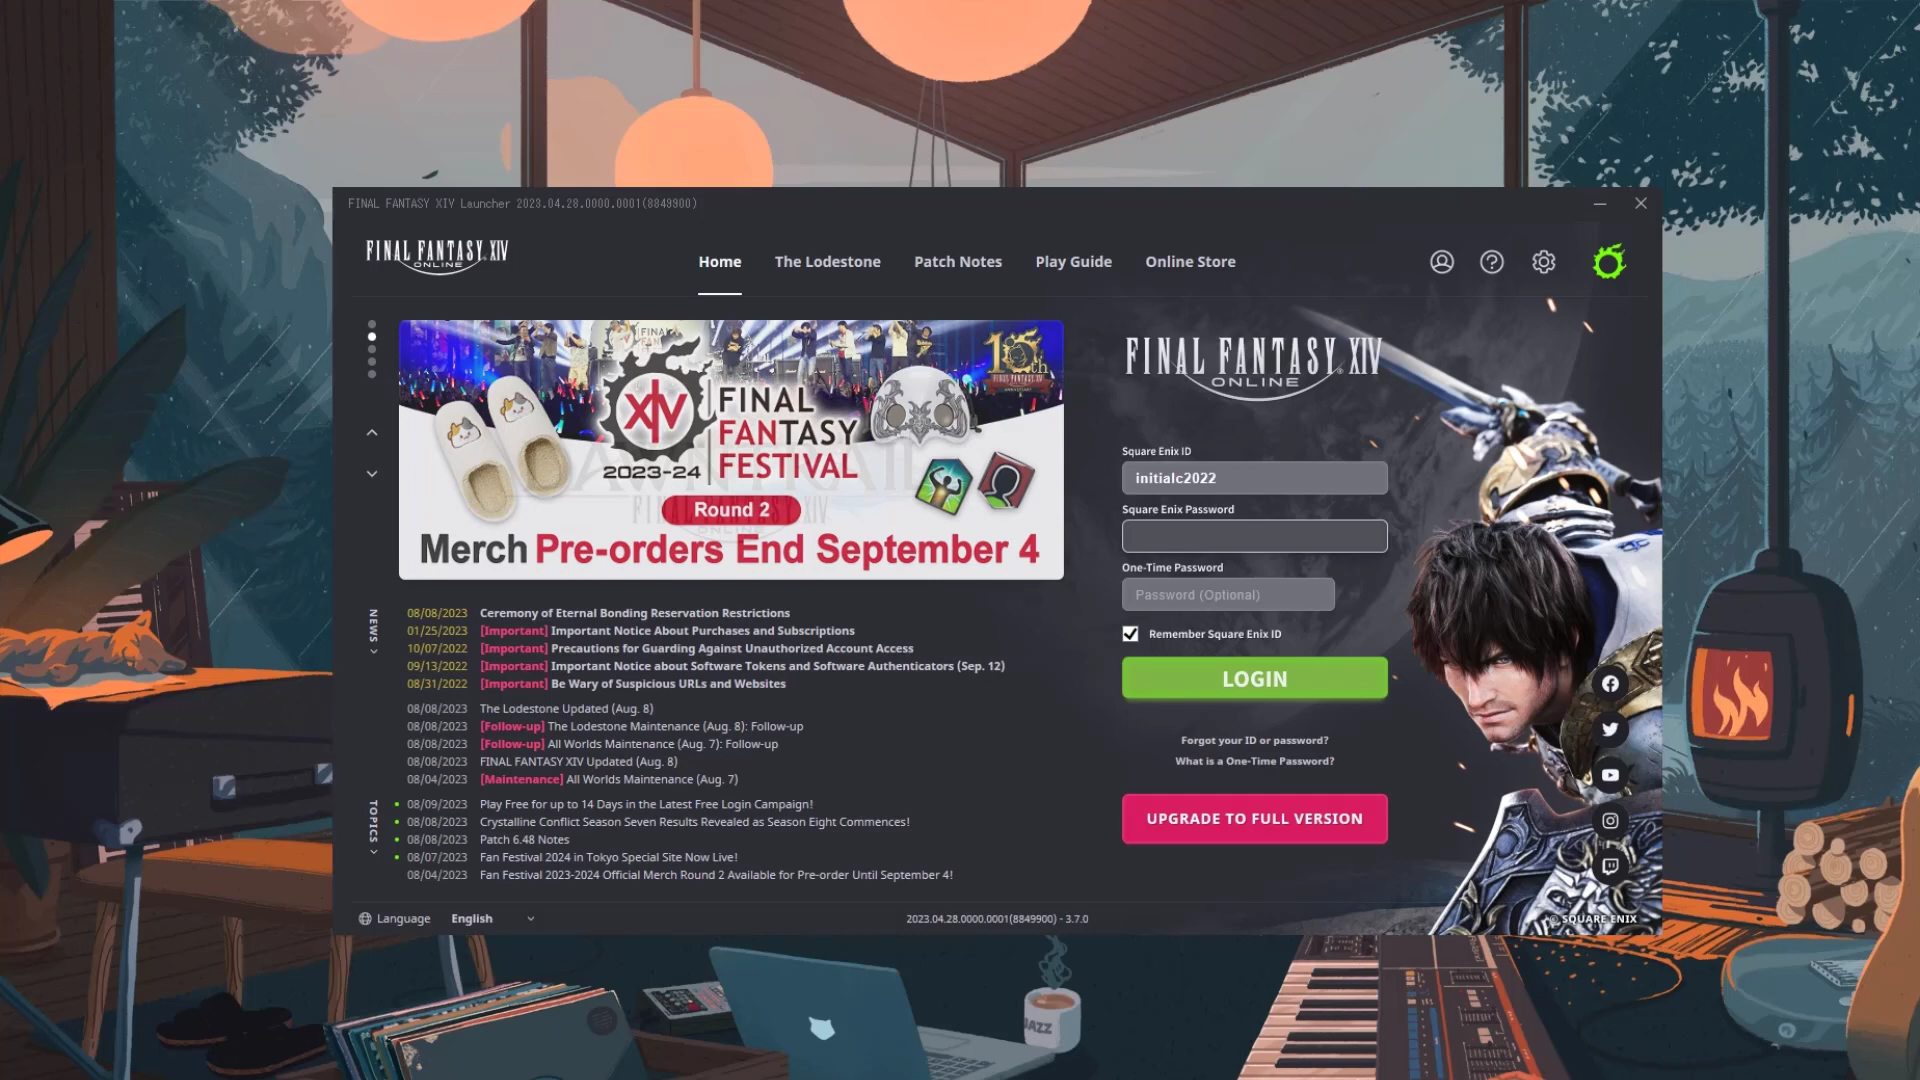 FINAL FANTASY XIV Launcher 2023.04.28.0000.0001(8849900)
FINAL FANTASY XIV
ONLINE
Home
The Lodestone
Patch Notes
Play Guide
Online Store
10th
FINAL FANTASY XIV
XIV
2023-24
FINAL
FANTASY
FESTIVAL
Round 2
Merch Pre-orders End September 4
FINAL FANTASY XIV
ONLINE
Square Enix ID
initialc2022
Square Enix Password
One-Time Password
Password (Optional)
Remember Square Enix ID
LOGIN
Forgot your ID or password?
What is a One-Time Password?
UPGRADE TO FULL VERSION
NEWS
08/08/2023 Ceremony of Eternal Bonding Reservation Restrictions
01/25/2023 [Important] Important Notice About Purchases and Subscriptions
10/07/2022 [Important] Precautions for Guarding Against Unauthorized Account Access
09/13/2022 [Important] Important Notice about Software Tokens and Software Authenticators (Sep. 12)
08/31/2022 [Important] Be Wary of Suspicious URLs and Websites
08/08/2023 The Lodestone Updated (Aug. 8)
08/08/2023 [Follow-up] The Lodestone Maintenance (Aug. 8): Follow-up
08/08/2023 [Follow-up] All Worlds Maintenance (Aug. 7): Follow-up
08/08/2023 FINAL FANTASY XIV Updated (Aug. 8)
08/04/2023 [Maintenance] All Worlds Maintenance (Aug. 7)
TOPICS
08/09/2023 Play Free for up to 14 Days in the Latest Free Login Campaign!
08/08/2023 Crystalline Conflict Season Seven Results Revealed as Season Eight Commences!
08/08/2023 Patch 6.48 Notes
08/07/2023 Fan Festival 2024 in Tokyo Special Site Now Live!
08/04/2023 Fan Festival 2023-2024 Official Merch Round 2 Available for Pre-order Until September 4!
Language English
2023.04.28.0000.0001(8849900) - 3.7.0
© SQUARE ENIX
JAZZ